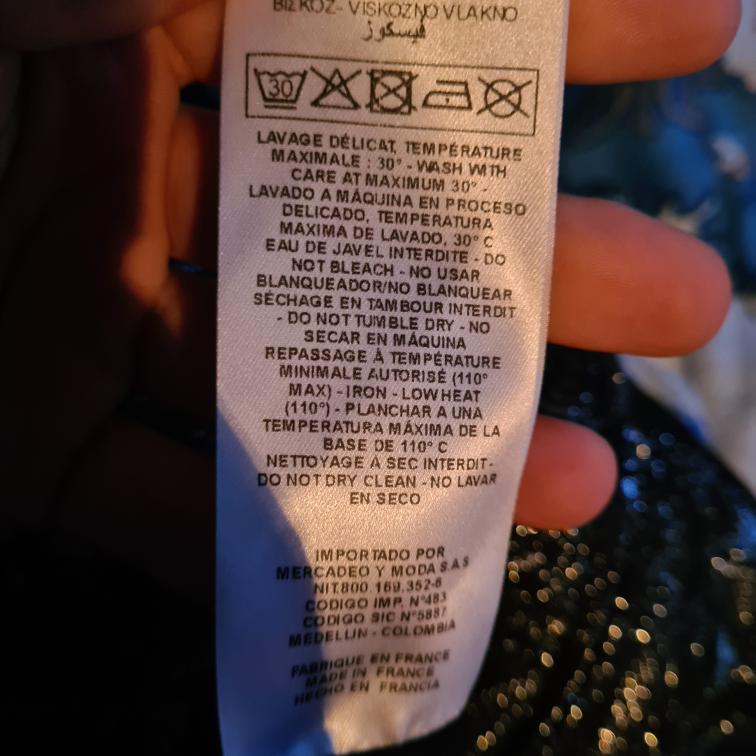 VISKOZNO VLAKNO
فيسكوز
30
LAVAGE DÉLICAT, TEMPÉRATURE
MAXIMALE : 30° - WASH WITH
CARE AT MAXIMUM 30° -
LAVADO A MÁQUINA EN PROCESO
DELICADO, TEMPERATURA
MAXIMA DE LAVADO, 30° C
EAU DE JAVEL INTERDITE - DO
NOT BLEACH - NO USAR
BLANQUEADOR/NO BLANQUEAR
SÉCHAGE EN TAMBOUR INTERDIT
- DO NOT TUMBLE DRY - NO
SECAR EN MÁQUINA
REPASSAGE À TEMPÉRATURE
MINIMALE AUTORISÉ (110°
MAX) - IRON - LOW HEAT
(110°) - PLANCHAR A UNA
TEMPERATURA MÁXIMA DE LA
BASE DE 110° C
NETTOYAGE À SEC INTERDIT-
DO NOT DRY CLEAN - NO LAVAR
EN SECO
IMPORTADO POR
MERCADEO Y MODA S.A.S
NIT.800.169.352-6
CODIGO IMP. N°483
CODIGO SIC N°5887
MEDELLIN - COLOMBIA
FABRIQUE EN FRANCE
MADE IN FRANCE
HECHO EN FRANCIA